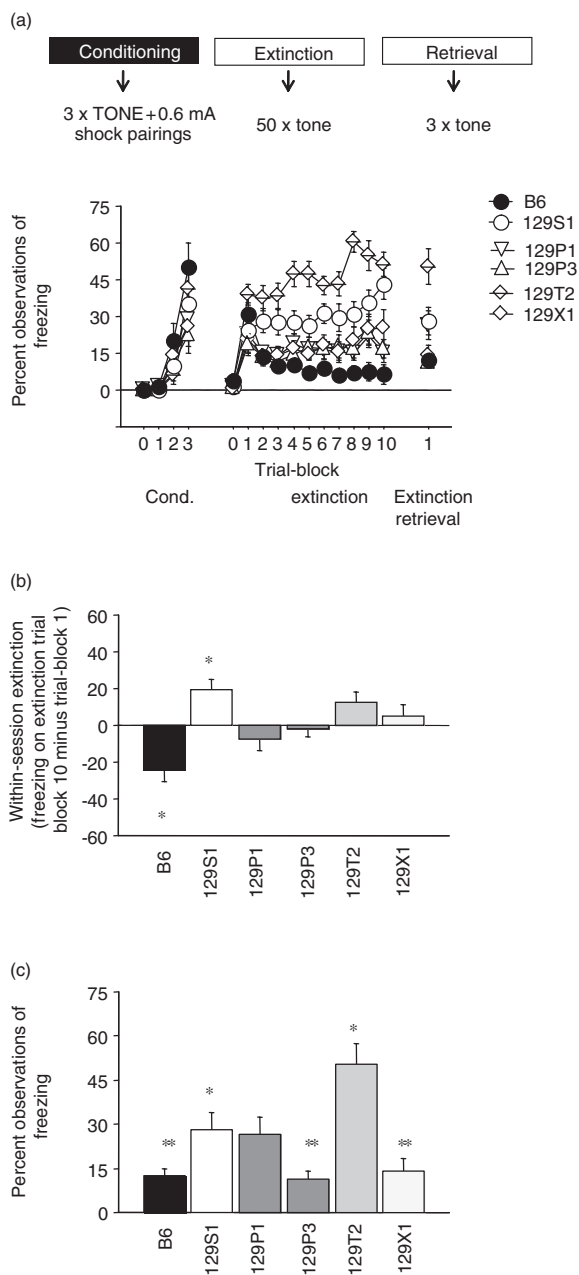 (a)
Conditioning
Extinction
Retrieval
3 x TONE+0.6 mA
shock pairings
50 x tone
3 x tone
Percent observations of
freezing
75
60
45
30
15
0
B6
129S1
129P1
129P3
129T2
129X1
0 1 2 3
0 1 2 3 4 5 6 7 8 9 10
1
Trial-block
Cond.
extinction
Extinction
retrieval
(b)
Within-session extinction
(freezing on extinction trial
block 10 minus trial-block 1)
60
40
20
0
-20
-40
-60
*
*
B6
129S1
129P1
129P3
129T2
129X1
(c)
Percent observations of
freezing
75
60
45
30
15
0
**
*
**
*
**
B6
129S1
129P1
129P3
129T2
129X1